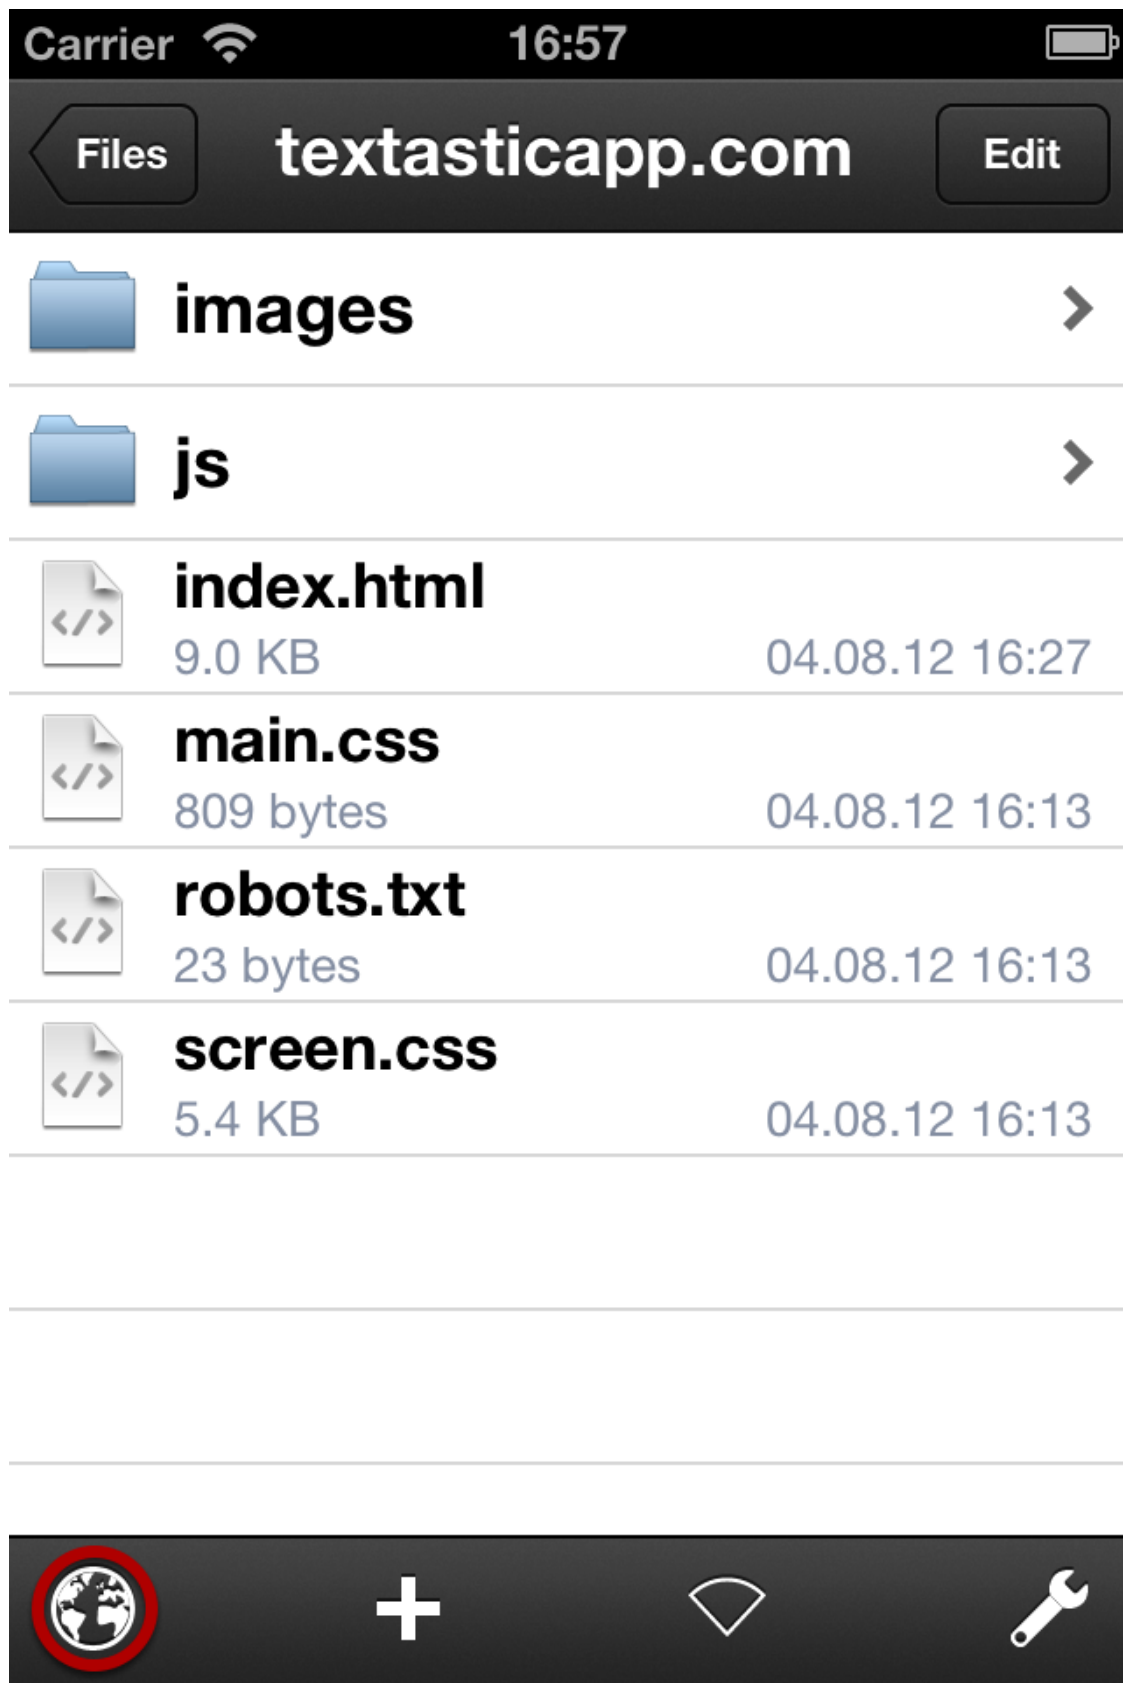 Carrier 16:57
Files textasticapp.com Edit
images
js
index.html
9.0 KB 04.08.12 16:27
main.css
809 bytes 04.08.12 16:13
robots.txt
23 bytes 04.08.12 16:13
screen.css
5.4 KB 04.08.12 16:13